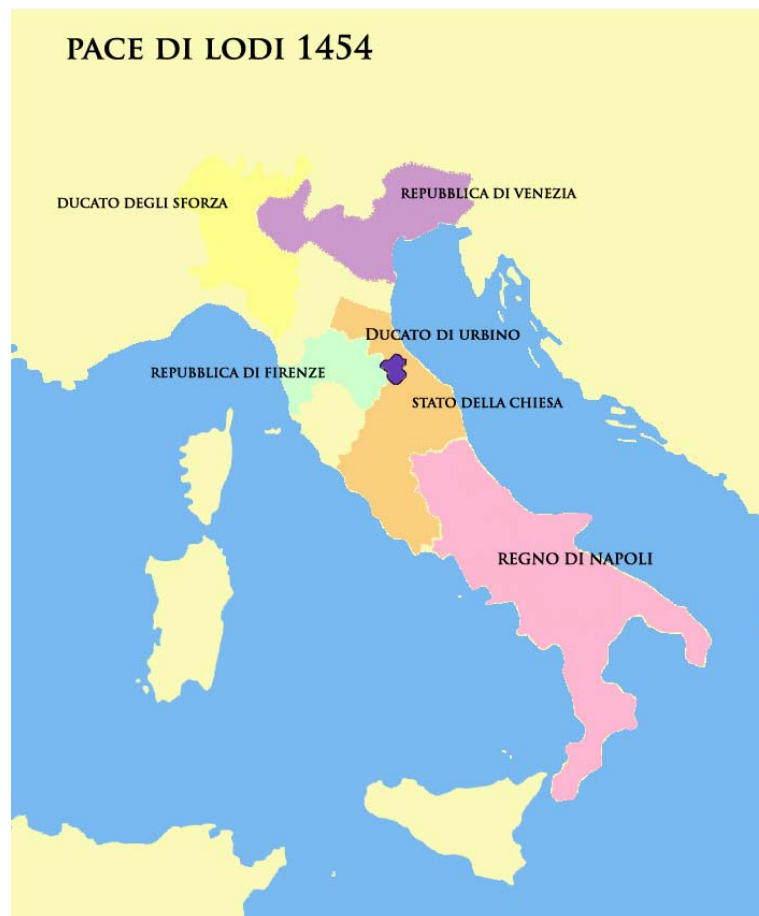 PACE DI LODI 1454
REPUBBLICA DI VENEZIA
DUCATO DEGLI SFORZA
DUCATO DI URBINO
REPUBBLICA DI FIRENZE
STATO DELLA CHIESA
REGNO DI NAPOLI